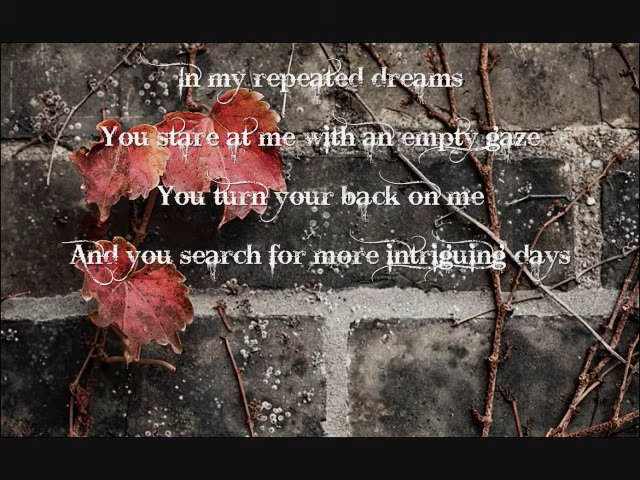 In my repeated dreams
You stare at me with an empty gaze
You turn your back on me
And you search for more intriguing days